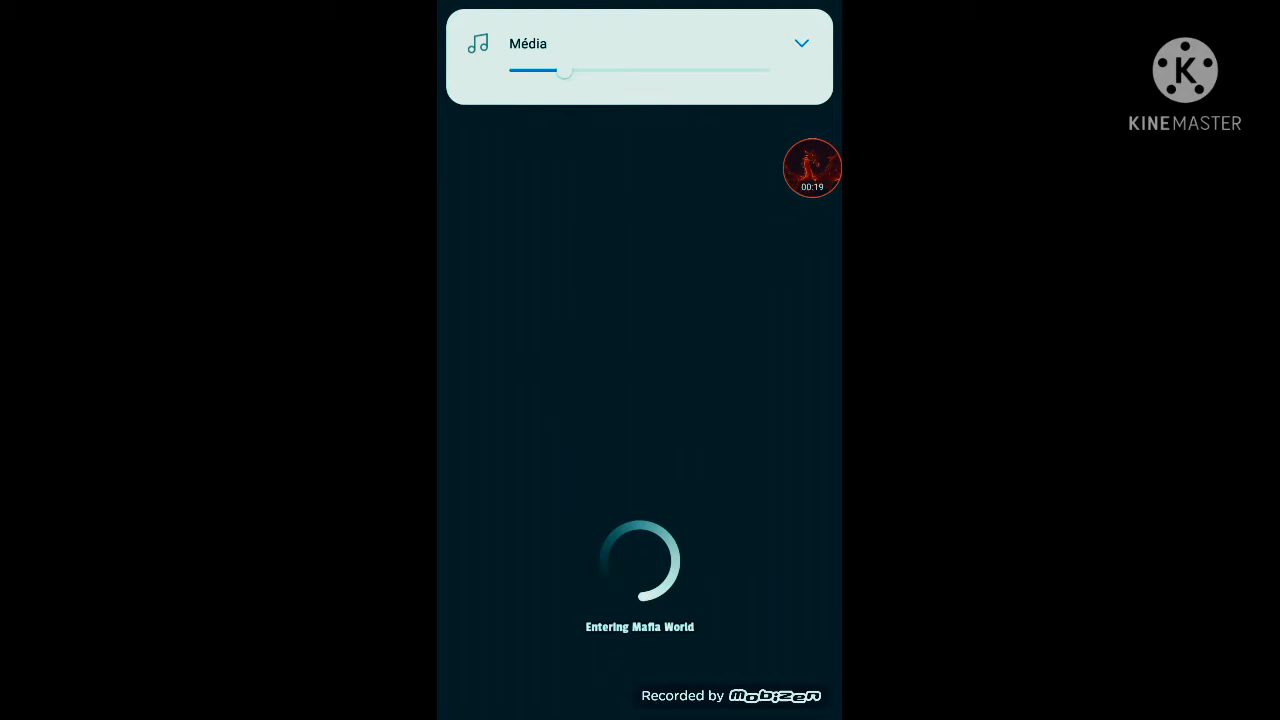 Média
KINEMASTER
00:19
Entering Mafia World
Recorded by Mobizen